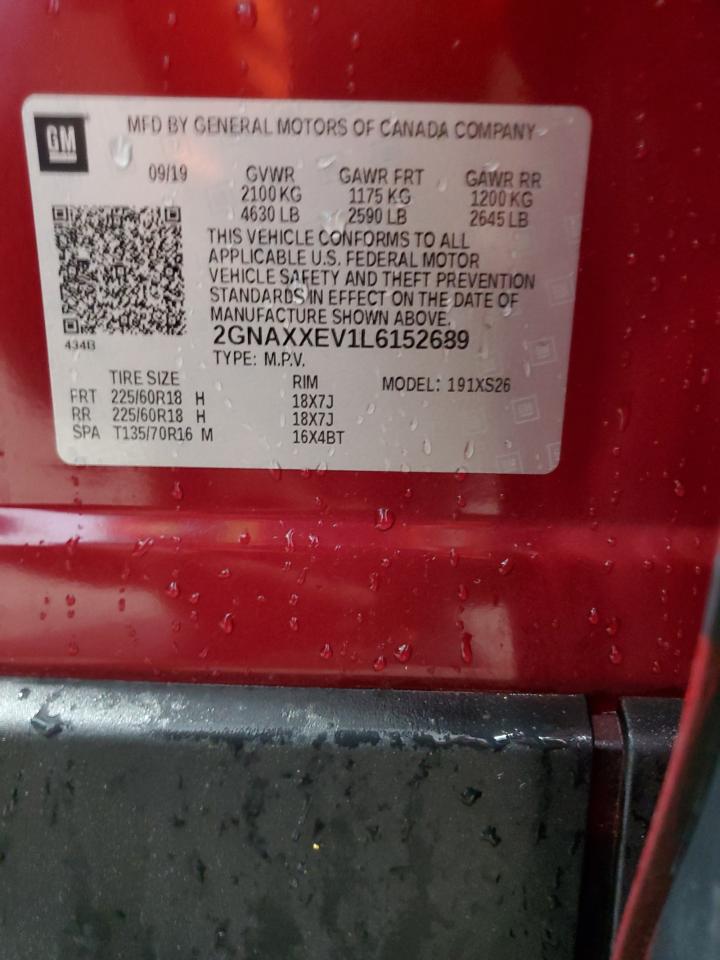 GM
MFD BY GENERAL MOTORS OF CANADA COMPANY
09/19 GVWR GAWR FRT GAWR RR
2100 KG 1175 KG 1200 KG
4630 LB 2590 LB 2645 LB
THIS VEHICLE CONFORMS TO ALL
APPLICABLE U.S. FEDERAL MOTOR
VEHICLE SAFETY AND THEFT PREVENTION
STANDARDS IN EFFECT ON THE DATE OF
MANUFACTURE SHOWN ABOVE.
434B
2GNAXXEV1L6152689
TYPE: M.P.V.
TIRE SIZE RIM MODEL: 191XS26
FRT 225/60R18 H 18X7J
RR 225/60R18 H 18X7J
SPA T135/70R16 M 16X4BT